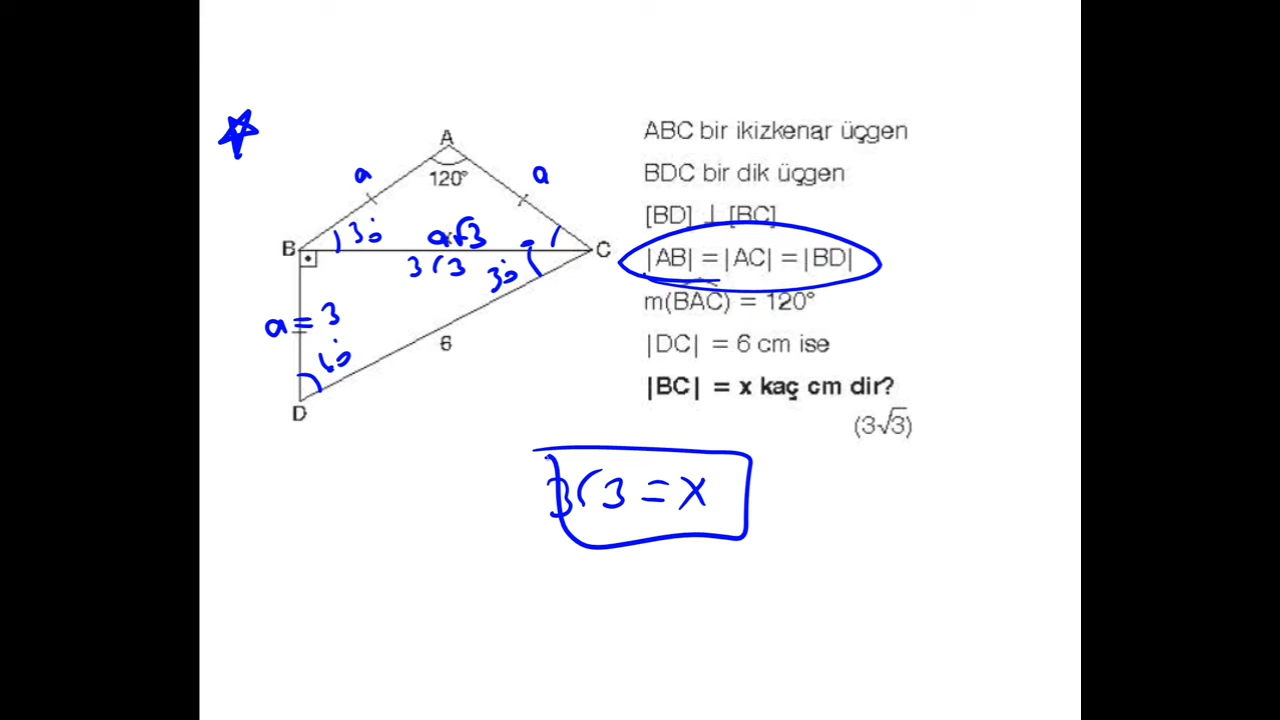 A
120°
a
a
B
30°
a√3
C
3√3
30°
a = 3
60°
6
D
ABC bir ikizkenar üçgen
BDC bir dik üçgen
[BD] ⊥ [BC]
|AB| = |AC| = |BD|
m(BAC) = 120°
|DC| = 6 cm ise
|BC| = x kaç cm dir?
(3√3)
3√3 = x